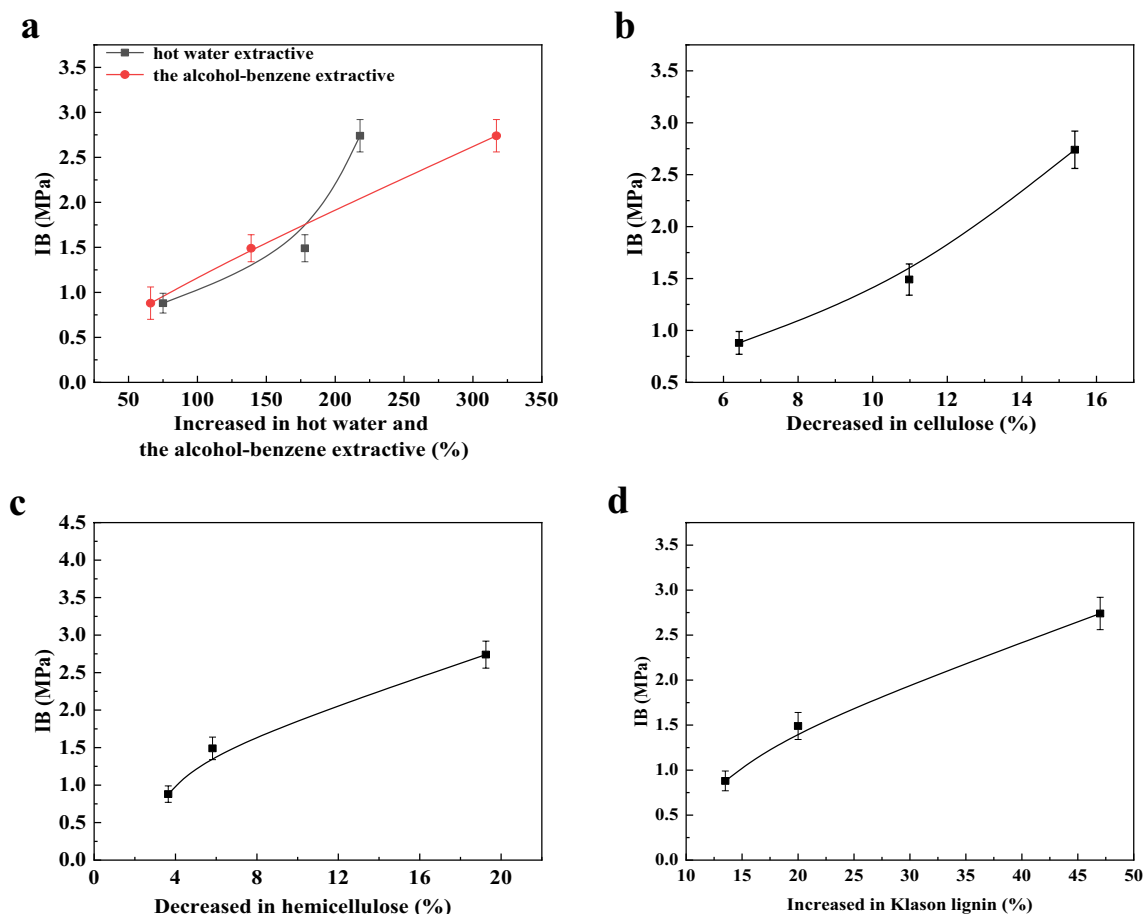 a
hot water extractive
the alcohol-benzene extractive
IB (MPa)
3.5
3.0
2.5
2.0
1.5
1.0
0.5
0.0
50 100 150 200 250 300 350
Increased in hot water and
the alcohol-benzene extractive (%)
b
IB (MPa)
3.5
3.0
2.5
2.0
1.5
1.0
0.5
6 8 10 12 14 16
Decreased in cellulose (%)
c
IB (MPa)
4.5
4.0
3.5
3.0
2.5
2.0
1.5
1.0
0.5
0.0
0 4 8 12 16 20
Decreased in hemicellulose (%)
d
IB (MPa)
3.5
3.0
2.5
2.0
1.5
1.0
0.5
0.0
10 15 20 25 30 35 40 45 50
Increased in Klason lignin (%)